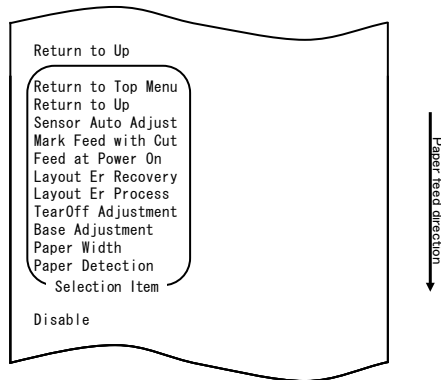 Return to Up
Return to Top Menu
Return to Up
Sensor Auto Adjust
Mark Feed with Cut
Feed at Power On
Layout Er Recovery
Layout Er Process
TearOff Adjustment
Base Adjustment
Paper Width
Paper Detection
Selection Item
Disable
Paper feed direction